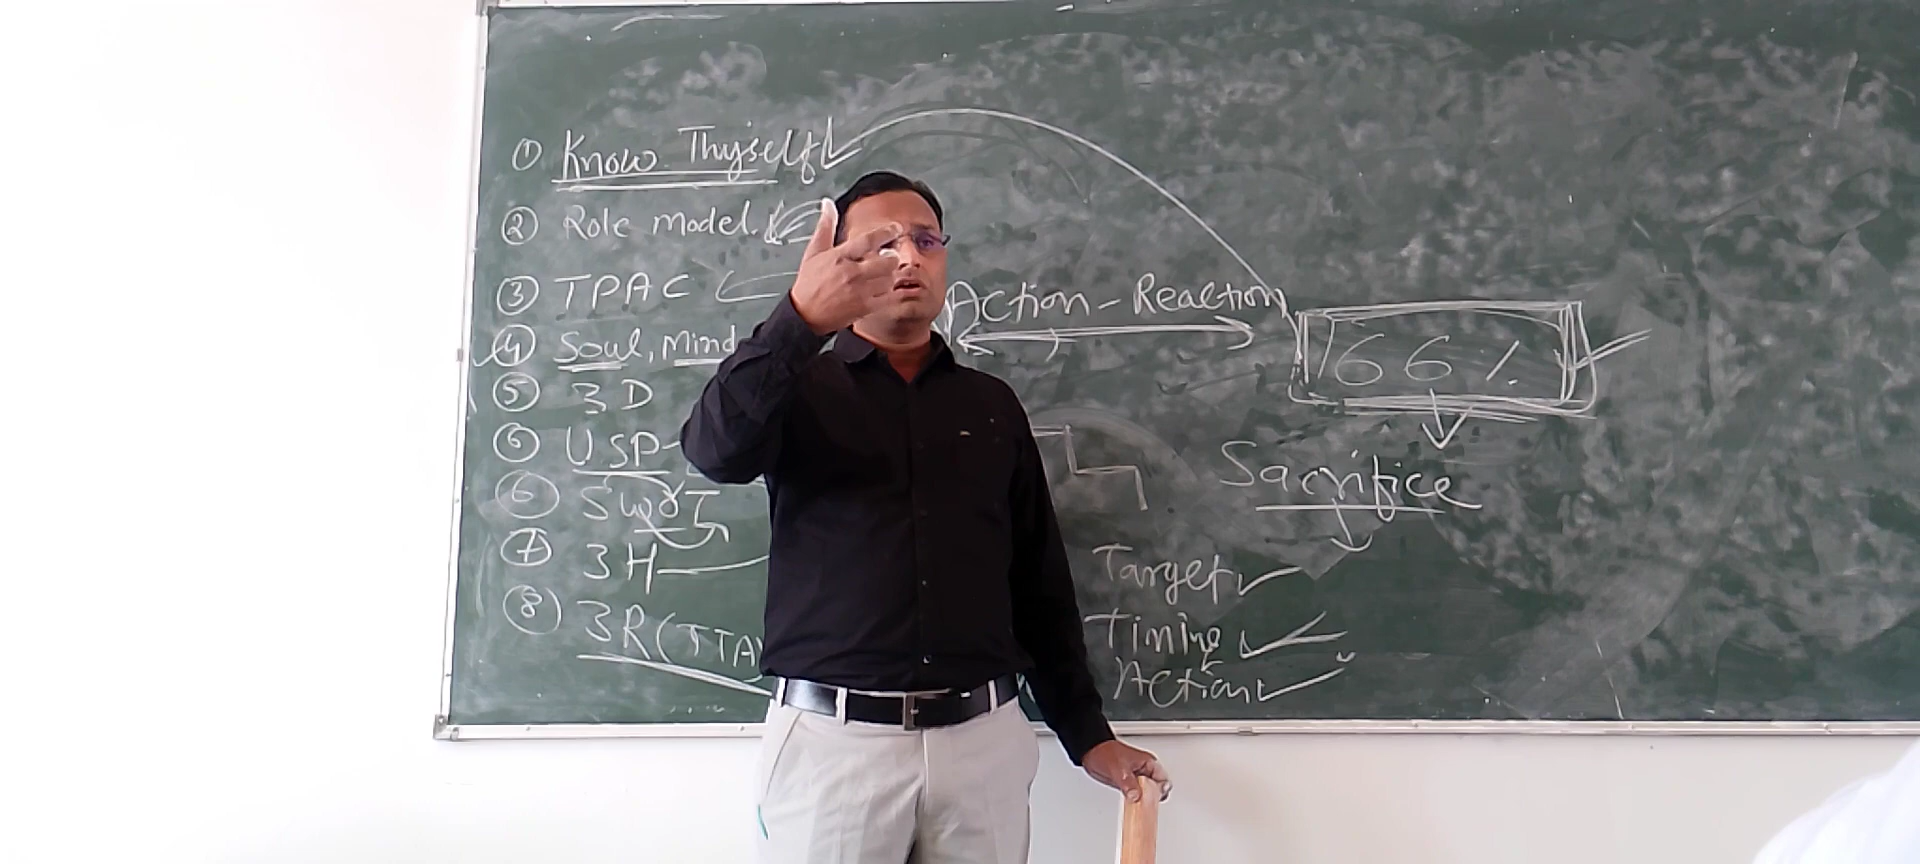 ① Know Thyself
② Role Model.
③ TPAC
④ Soul, Mind
⑤ 3D
⑥ USP
⑥ SWOT
⑦ 3H
⑧ 3R (TTA)
Action - Reaction
66%
Sacrifice
Target
Timing
Action